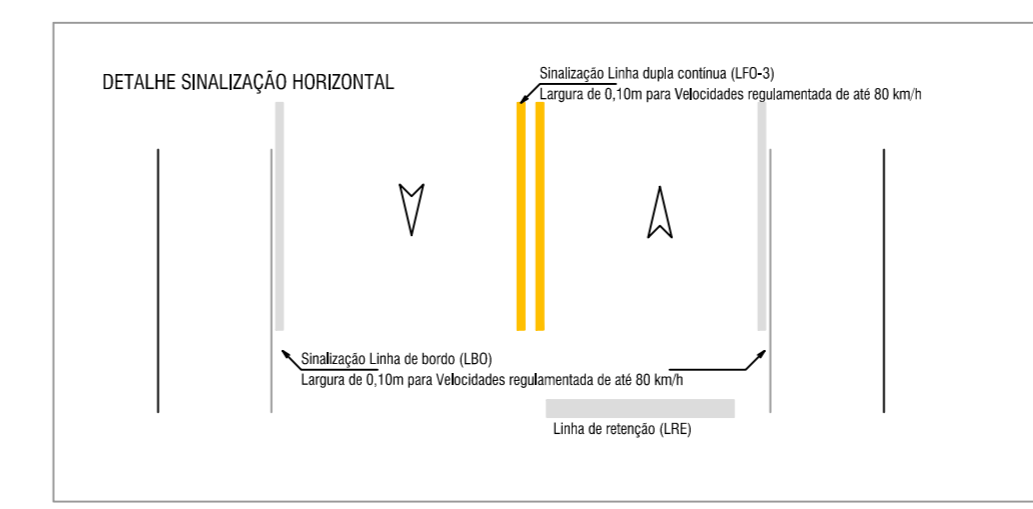 DETALHE SINALIZAÇÃO HORIZONTAL
Sinalização Linha dupla contínua (LFO-3)
Largura de 0,10m para Velocidades regulamentada de até 80 km/h
Sinalização Linha de bordo (LBO)
Largura de 0,10m para Velocidades regulamentada de até 80 km/h
Linha de retenção (LRE)